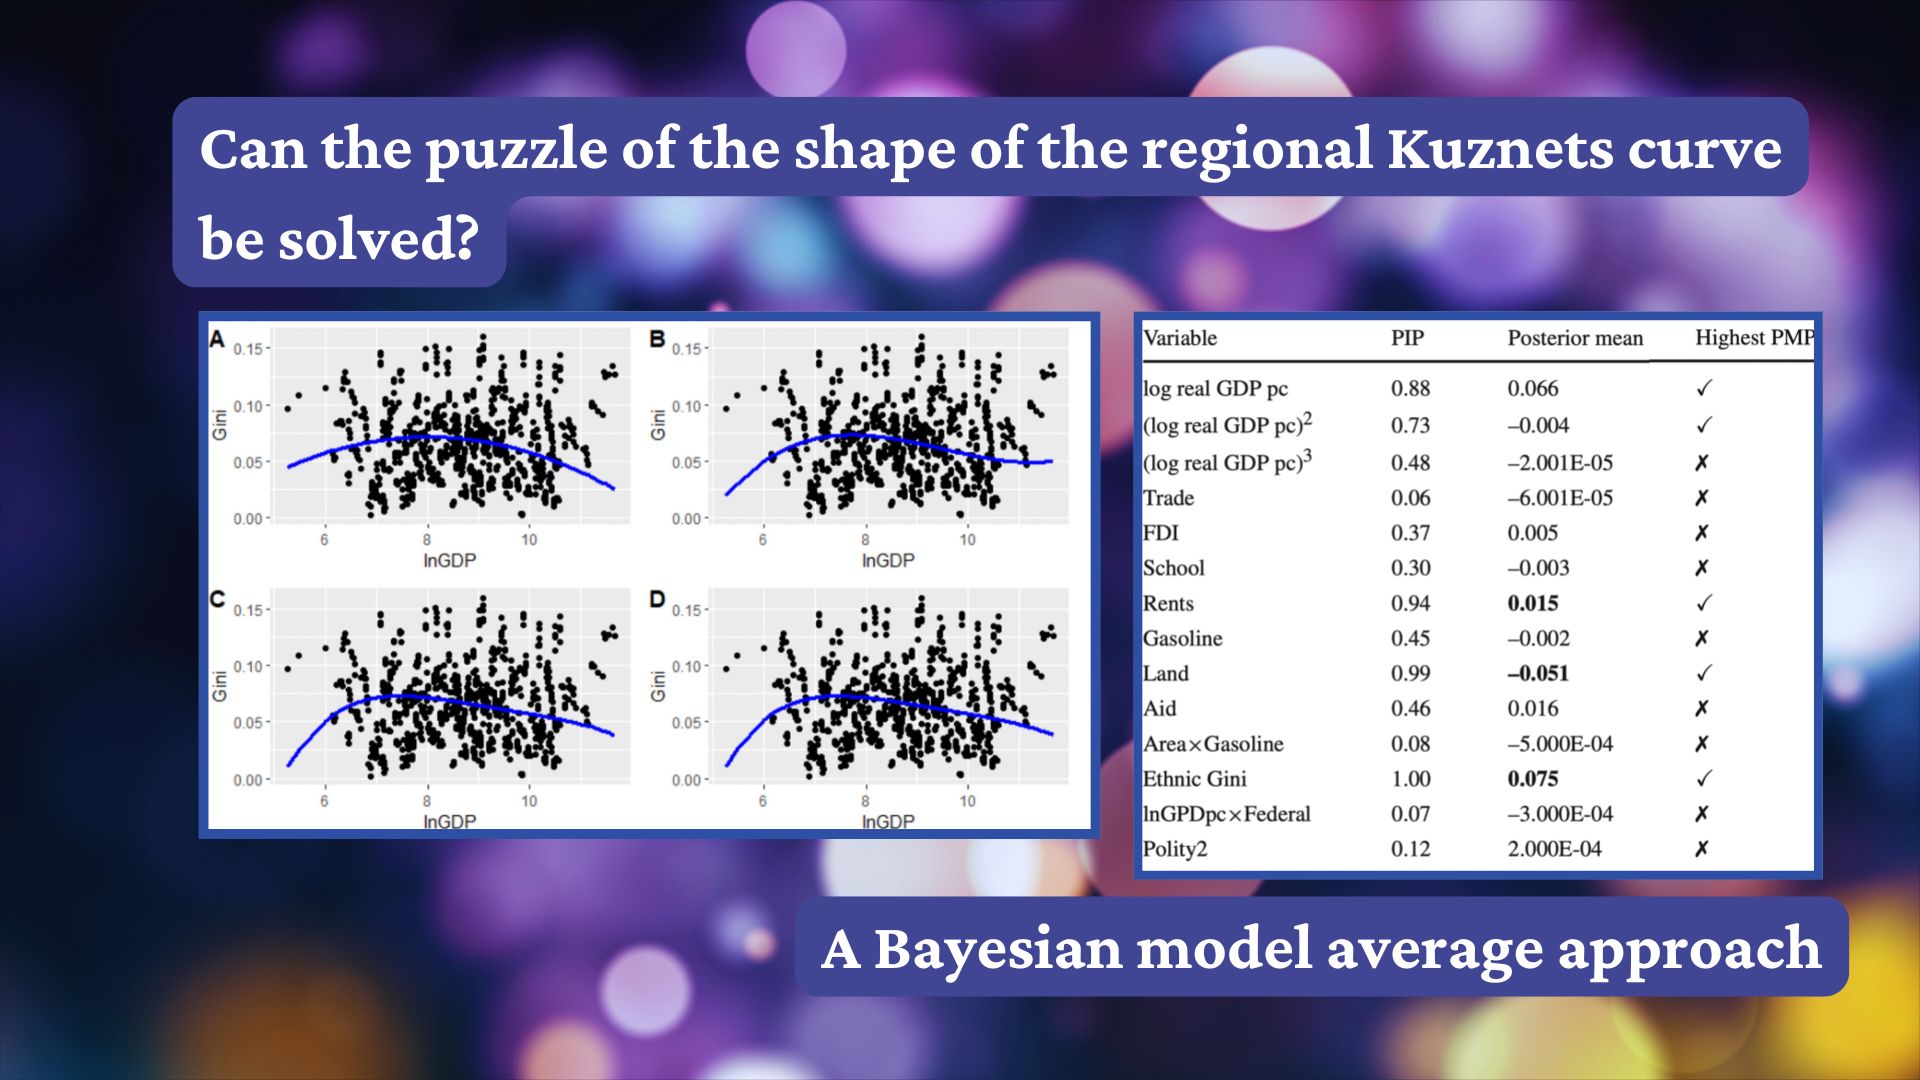 Can the puzzle of the shape of the regional Kuznets curve
be solved?
A
0.15
0.10
0.05
0.00
Gini
6 8 10
lnGDP
B
0.15
0.10
0.05
0.00
Gini
6 8 10
lnGDP
C
0.15
0.10
0.05
0.00
Gini
6 8 10
lnGDP
D
0.15
0.10
0.05
0.00
Gini
6 8 10
lnGDP
Variable PIP Posterior mean Highest PMP
log real GDP pc 0.88 0.066 ✓
(log real GDP pc)² 0.73 –0.004 ✓
(log real GDP pc)³ 0.48 –2.001E-05 ✗
Trade 0.06 –6.001E-05 ✗
FDI 0.37 0.005 ✗
School 0.30 –0.003 ✗
Rents 0.94 0.015 ✓
Gasoline 0.45 –0.002 ✗
Land 0.99 –0.051 ✓
Aid 0.46 0.016 ✗
Area×Gasoline 0.08 –5.000E-04 ✗
Ethnic Gini 1.00 0.075 ✓
lnGPDpc×Federal 0.07 –3.000E-04 ✗
Polity2 0.12 2.000E-04 ✗
A Bayesian model average approach